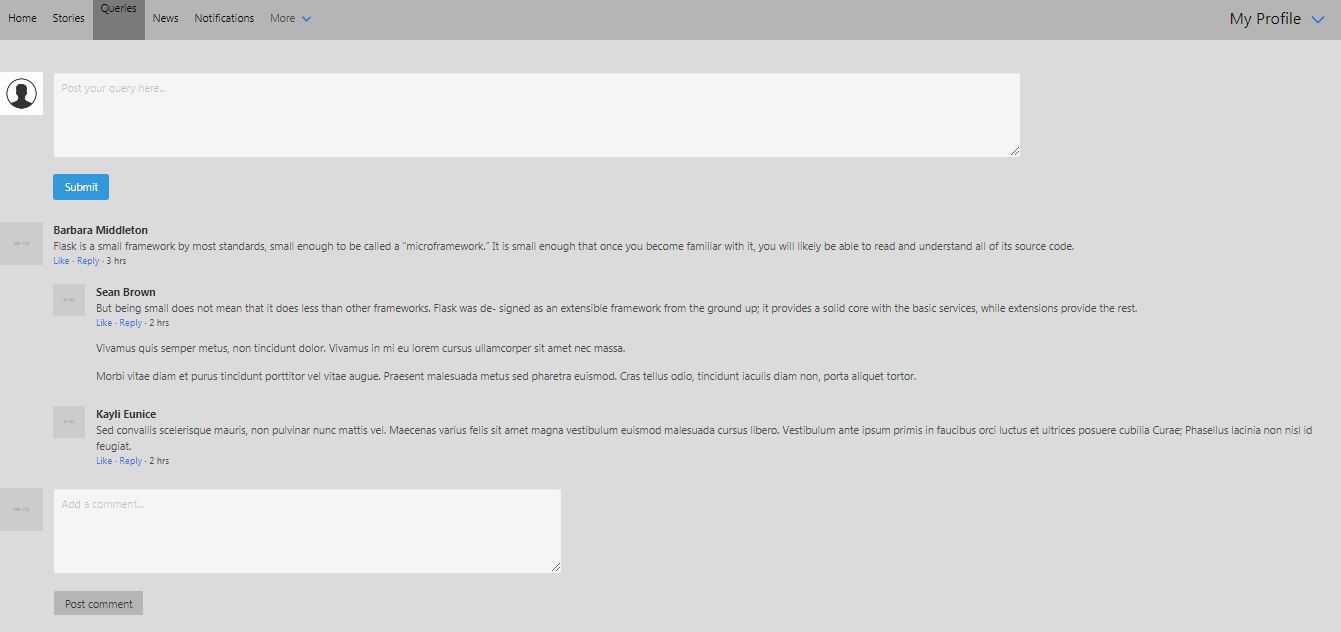 Home Stories Queries News Notifications More My Profile
Post your query here...
Submit
Barbara Middleton
Flask is a small framework by most standards, small enough to be called a “microframework.” It is small enough that once you become familiar with it, you will likely be able to read and understand all of its source code.
Like · Reply · 3 hrs
Sean Brown
But being small does not mean that it does less than other frameworks. Flask was de- signed as an extensible framework from the ground up; it provides a solid core with the basic services, while extensions provide the rest.
Like · Reply · 2 hrs
Vivamus quis semper metus, non tincidunt dolor. Vivamus in mi eu lorem cursus ullamcorper sit amet nec massa.
Morbi vitae diam et purus tincidunt porttitor vel vitae augue. Praesent malesuada metus sed pharetra euismod. Cras tellus odio, tincidunt iaculis diam non, porta aliquet tortor.
Kayli Eunice
Sed convallis scelerisque mauris, non pulvinar nunc mattis vel. Maecenas varius felis sit amet magna vestibulum euismod malesuada cursus libero. Vestibulum ante ipsum primis in faucibus orci luctus et ultrices posuere cubilia Curae; Phasellus lacinia non nisl id
feugiat.
Like · Reply · 2 hrs
Add a comment...
Post comment